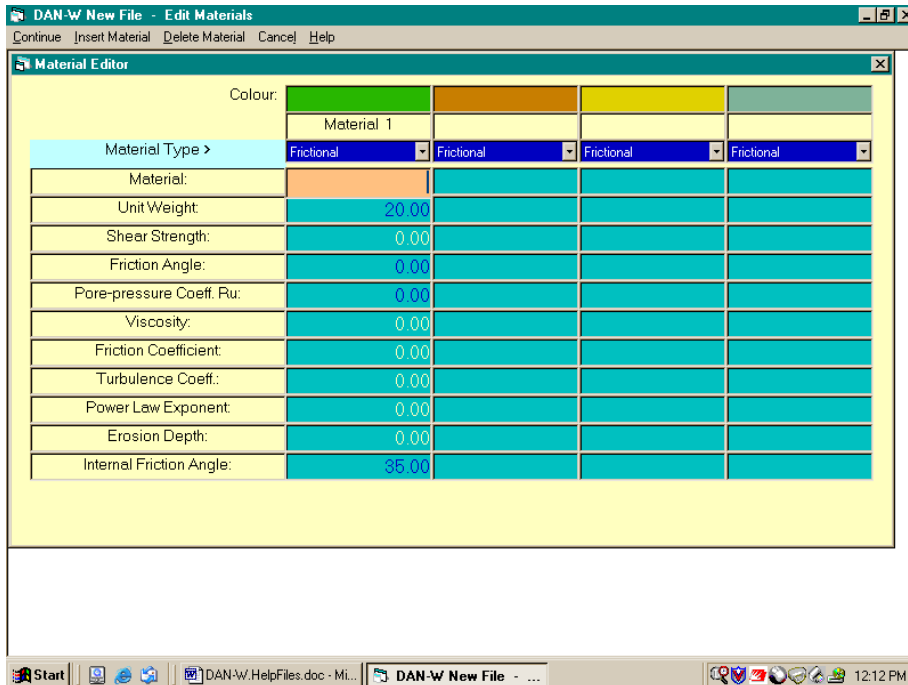 DAN-W New File - Edit Materials
Continue Insert Material Delete Material Cancel Help
Material Editor
Colour:
Material 1
Material Type > Frictional Frictional Frictional Frictional
Material:
Unit Weight: 20.00
Shear Strength: 0.00
Friction Angle: 0.00
Pore-pressure Coeff. Ru: 0.00
Viscosity: 0.00
Friction Coefficient: 0.00
Turbulence Coeff.: 0.00
Power Law Exponent: 0.00
Erosion Depth: 0.00
Internal Friction Angle: 35.00
Start DAN-W.HelpFiles.doc - Mi... DAN-W New File - ... 12:12 PM